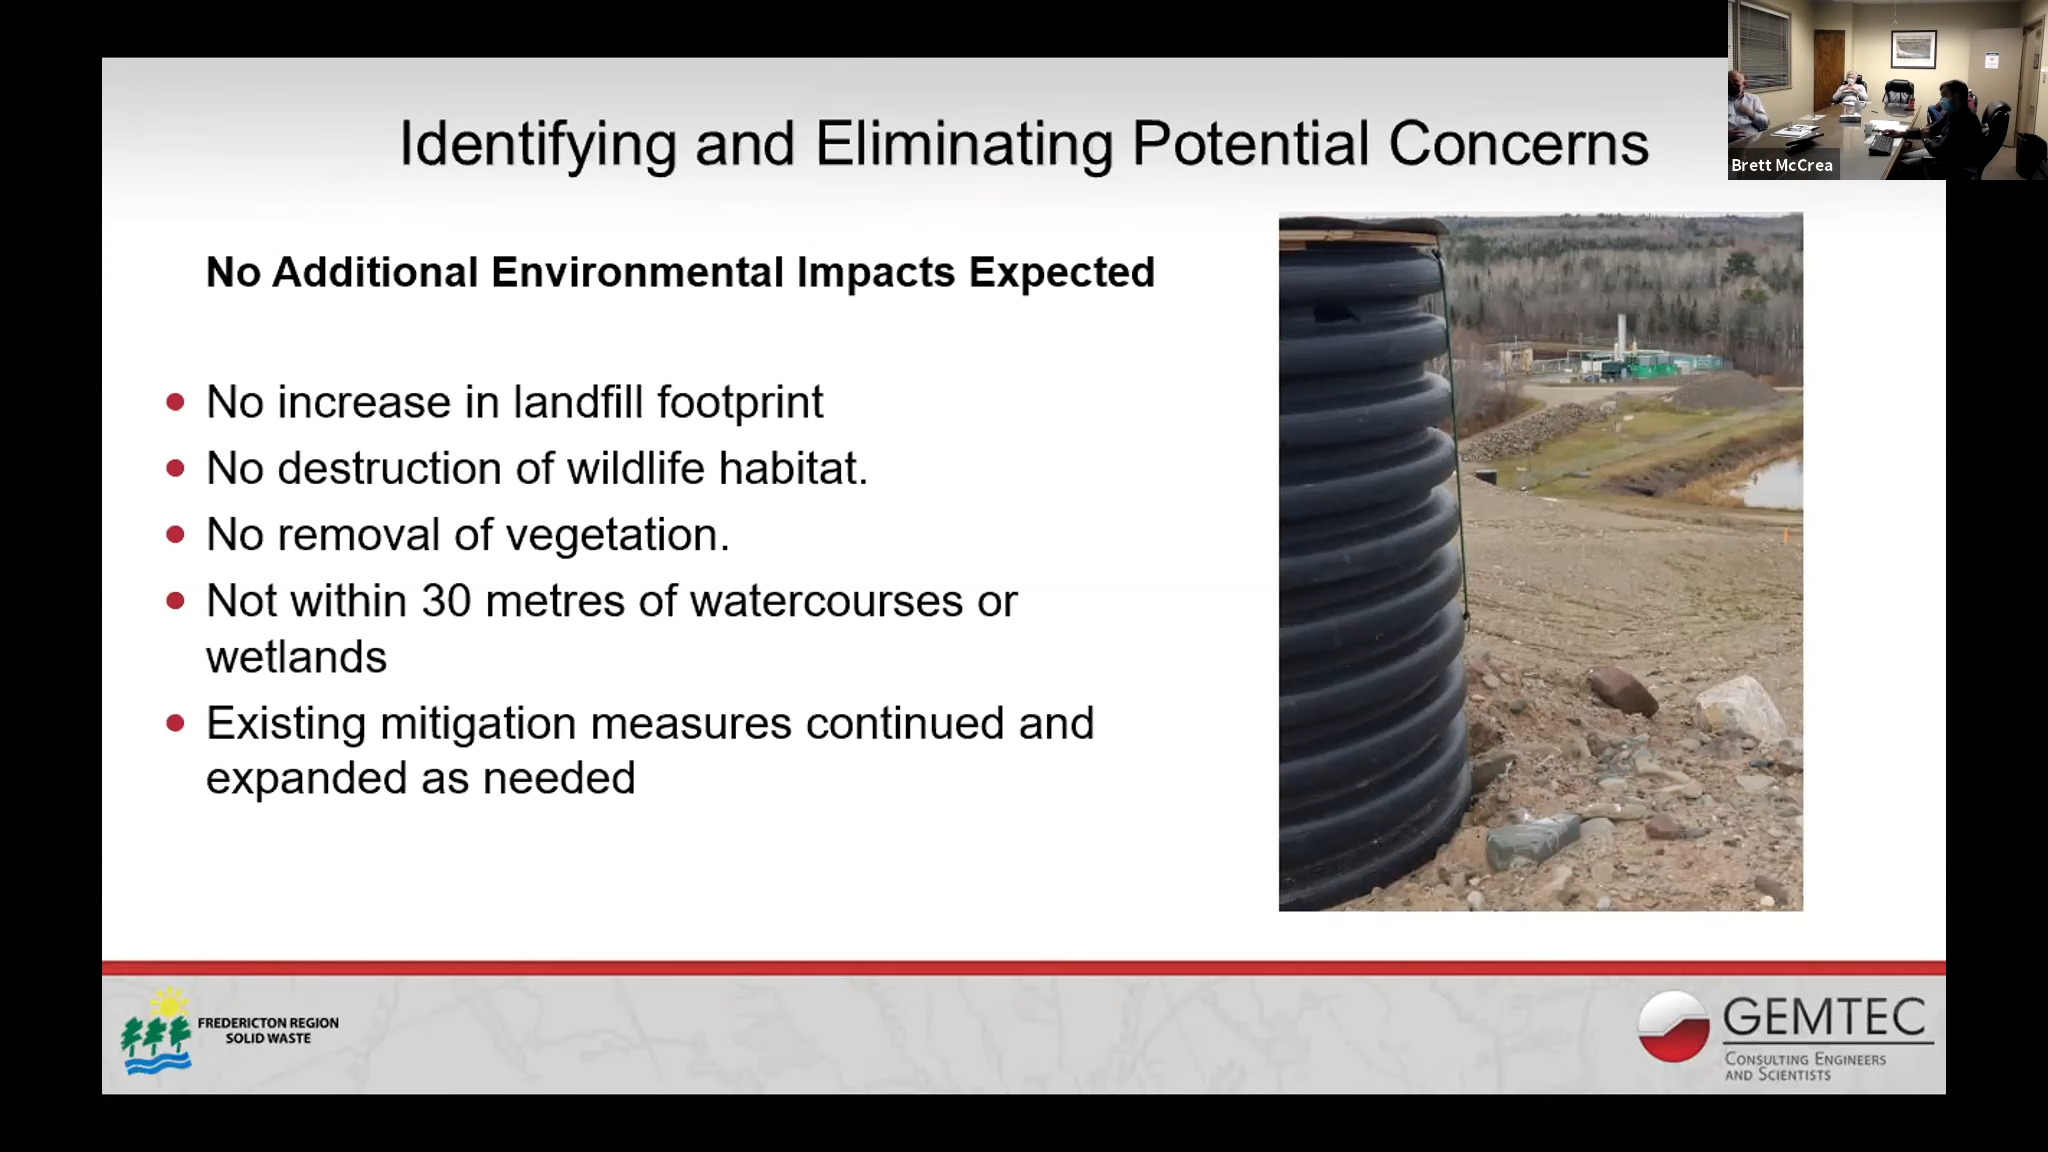 Identifying and Eliminating Potential Concerns
Brett McCrea
No Additional Environmental Impacts Expected
No increase in landfill footprint
No destruction of wildlife habitat.
No removal of vegetation.
Not within 30 metres of watercourses or
wetlands
Existing mitigation measures continued and
expanded as needed
FREDERICTON REGION
SOLID WASTE
GEMTEC
CONSULTING ENGINEERS
AND SCIENTISTS